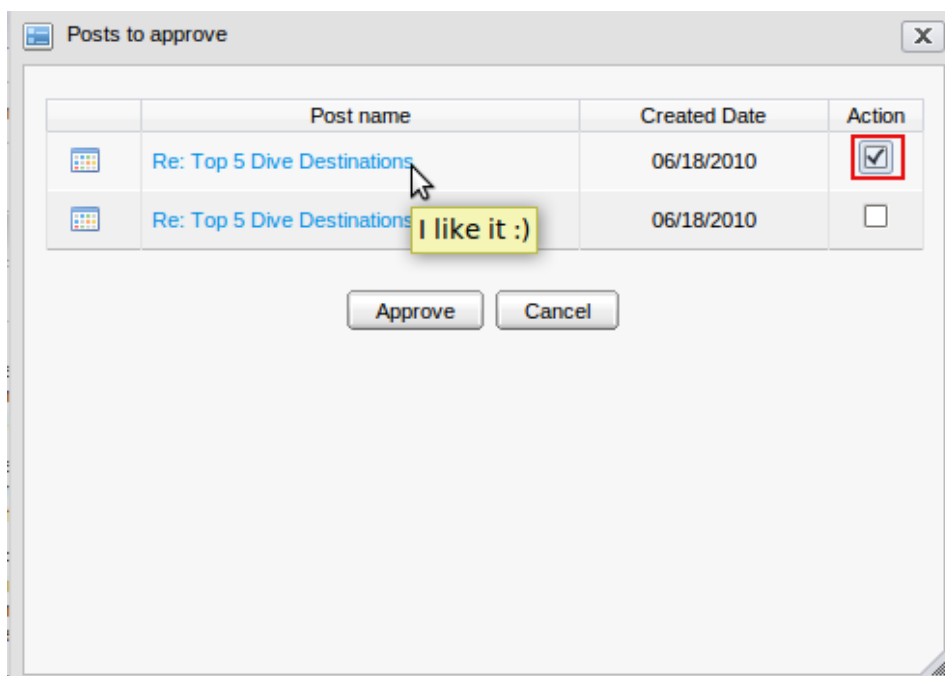 Posts to approve
Post name Created Date Action
Re: Top 5 Dive Destinations 06/18/2010
Re: Top 5 Dive Destinations 06/18/2010
I like it :)
Approve Cancel